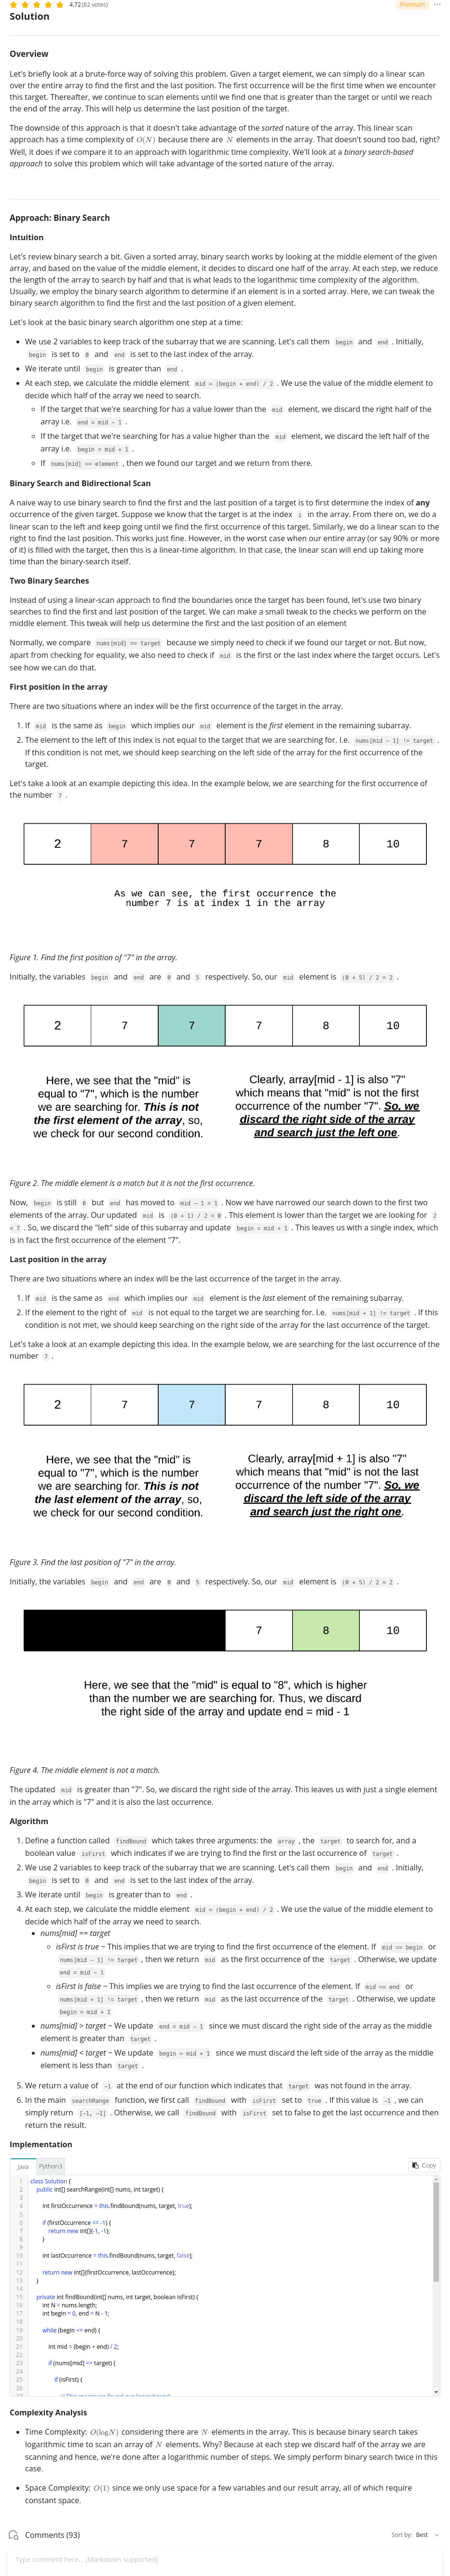 4.72 (82 votes)
Premium
Solution
Overview
Let's briefly look at a brute-force way of solving this problem. Given a target element, we can simply do a linear scan
over the entire array to find the first and the last position. The first occurrence will be the first time when we encounter
this target. Thereafter, we continue to scan elements until we find one that is greater than the target or until we reach
the end of the array. This will help us determine the last position of the target.
The downside of this approach is that it doesn't take advantage of the sorted nature of the array. This linear scan
approach has a time complexity of O(N) because there are N elements in the array. That doesn't sound too bad, right?
Well, it does if we compare it to an approach with logarithmic time complexity. We'll look at a binary search-based
approach to solve this problem which will take advantage of the sorted nature of the array.
Approach: Binary Search
Intuition
Let's review binary search a bit. Given a sorted array, binary search works by looking at the middle element of the given
array, and based on the value of the middle element, it decides to discard one half of the array. At each step, we reduce
the length of the array to search by half and that is what leads to the logarithmic time complexity of the algorithm.
Usually, we employ the binary search algorithm to determine if an element is in a sorted array. Here, we can tweak the
binary search algorithm to find the first and the last position of a given element.
Let's look at the basic binary search algorithm one step at a time:
• We use 2 variables to keep track of the subarray that we are scanning. Let's call them begin and end . Initially,
begin is set to 0 and end is set to the last index of the array.
• We iterate until begin is greater than end .
• At each step, we calculate the middle element mid = (begin + end) / 2 . We use the value of the middle element to
decide which half of the array we need to search.
○ If the target that we're searching for has a value lower than the mid element, we discard the right half of the
array i.e. end = mid - 1 .
○ If the target that we're searching for has a value higher than the mid element, we discard the left half of the
array i.e. begin = mid + 1 .
○ If nums[mid] == element , then we found our target and we return from there.
Binary Search and Bidirectional Scan
A naive way to use binary search to find the first and the last position of a target is to first determine the index of any
occurrence of the given target. Suppose we know that the target is at the index i in the array. From there on, we do a
linear scan to the left and keep going until we find the first occurrence of this target. Similarly, we do a linear scan to the
right to find the last position. This works just fine. However, in the worst case when our entire array (or say 90% or more
of it) is filled with the target, then this is a linear-time algorithm. In that case, the linear scan will end up taking more
time than the binary-search itself.
Two Binary Searches
Instead of using a linear-scan approach to find the boundaries once the target has been found, let's use two binary
searches to find the first and last position of the target. We can make a small tweak to the checks we perform on the
middle element. This tweak will help us determine the first and the last position of an element
Normally, we compare nums[mid] == target because we simply need to check if we found our target or not. But now,
apart from checking for equality, we also need to check if mid is the first or the last index where the target occurs. Let's
see how we can do that.
First position in the array
There are two situations where an index will be the first occurrence of the target in the array.
1. If mid is the same as begin which implies our mid element is the first element in the remaining subarray.
2. The element to the left of this index is not equal to the target that we are searching for. I.e. nums[mid - 1] != target .
If this condition is not met, we should keep searching on the left side of the array for the first occurrence of the
target.
Let's take a look at an example depicting this idea. In the example below, we are searching for the first occurrence of
the number 7 .
2 7 7 7 8 10
As we can see, the first occurrence the
number 7 is at index 1 in the array
Figure 1. Find the first position of "7" in the array.
Initially, the variables begin and end are 0 and 5 respectively. So, our mid element is (0 + 5) / 2 = 2 .
2 7 7 7 8 10
Here, we see that the "mid" is
equal to "7", which is the number
we are searching for. This is not
the first element of the array, so,
we check for our second condition.
Clearly, array[mid - 1] is also "7"
which means that "mid" is not the first
occurrence of the number "7". So, we
discard the right side of the array
and search just the left one.
Figure 2. The middle element is a match but it is not the first occurrence.
Now, begin is still 0 but end has moved to mid - 1 = 1 . Now we have narrowed our search down to the first two
elements of the array. Our updated mid is (0 + 1) / 2 = 0 . This element is lower than the target we are looking for 2
< 7 . So, we discard the "left" side of this subarray and update begin = mid + 1 . This leaves us with a single index, which
is in fact the first occurrence of the element "7".
Last position in the array
There are two situations where an index will be the last occurrence of the target in the array.
1. If mid is the same as end which implies our mid element is the last element of the remaining subarray.
2. If the element to the right of mid is not equal to the target we are searching for. I.e. nums[mid + 1] != target . If this
condition is not met, we should keep searching on the right side of the array for the last occurrence of the target.
Let's take a look at an example depicting this idea. In the example below, we are searching for the last occurrence of the
number 7 .
2 7 7 7 8 10
Here, we see that the "mid" is
equal to "7", which is the number
we are searching for. This is not
the last element of the array, so,
we check for our second condition.
Clearly, array[mid + 1] is also "7"
which means that "mid" is not the last
occurrence of the number "7". So, we
discard the left side of the array
and search just the right one.
Figure 3. Find the last position of "7" in the array.
Initially, the variables begin and end are 0 and 5 respectively. So, our mid element is (0 + 5) / 2 = 2 .
7 8 10
Here, we see that the "mid" is equal to "8", which is higher
than the number we are searching for. Thus, we discard
the right side of the array and update end = mid - 1
Figure 4. The middle element is not a match.
The updated mid is greater than "7". So, we discard the right side of the array. This leaves us with just a single element
in the array which is "7" and it is also the last occurrence.
Algorithm
1. Define a function called findBound which takes three arguments: the array , the target to search for, and a
boolean value isFirst which indicates if we are trying to find the first or the last occurrence of target .
2. We use 2 variables to keep track of the subarray that we are scanning. Let's call them begin and end . Initially,
begin is set to 0 and end is set to the last index of the array.
3. We iterate until begin is greater than to end .
4. At each step, we calculate the middle element mid = (begin + end) / 2 . We use the value of the middle element to
decide which half of the array we need to search.
▪ nums[mid] == target
○ isFirst is true ~ This implies that we are trying to find the first occurrence of the element. If mid == begin or
nums[mid - 1] != target , then we return mid as the first occurrence of the target . Otherwise, we update
end = mid - 1
○ isFirst is false ~ This implies we are trying to find the last occurrence of the element. If mid == end or
nums[mid + 1] != target , then we return mid as the last occurrence of the target . Otherwise, we update
begin = mid + 1
▪ nums[mid] > target ~ We update end = mid - 1 since we must discard the right side of the array as the middle
element is greater than target .
▪ nums[mid] < target ~ We update begin = mid + 1 since we must discard the left side of the array as the middle
element is less than target .
5. We return a value of -1 at the end of our function which indicates that target was not found in the array.
6. In the main searchRange function, we first call findBound with isFirst set to true . If this value is -1 , we can
simply return [-1, -1] . Otherwise, we call findBound with isFirst set to false to get the last occurrence and then
return the result.
Implementation
Java Python3 Copy
1 class Solution {
2 public int[] searchRange(int[] nums, int target) {
3
4 int firstOccurrence = this.findBound(nums, target, true);
5
6 if (firstOccurrence == -1) {
7 return new int[]{-1, -1};
8 }
9
10 int lastOccurrence = this.findBound(nums, target, false);
11
12 return new int[]{firstOccurrence, lastOccurrence};
13 }
14
15 private int findBound(int[] nums, int target, boolean isFirst) {
16 int N = nums.length;
17 int begin = 0, end = N - 1;
18
19 while (begin <= end) {
20
21 int mid = (begin + end) / 2;
22
23 if (nums[mid] == target) {
24
25 if (isFirst) {
26
Complexity Analysis
• Time Complexity: O(logN) considering there are N elements in the array. This is because binary search takes
logarithmic time to scan an array of N elements. Why? Because at each step we discard half of the array we are
scanning and hence, we're done after a logarithmic number of steps. We simply perform binary search twice in this
case.
• Space Complexity: O(1) since we only use space for a few variables and our result array, all of which require
constant space.
Comments (93)
Sort by: Best
Type comment here... (Markdown supported)